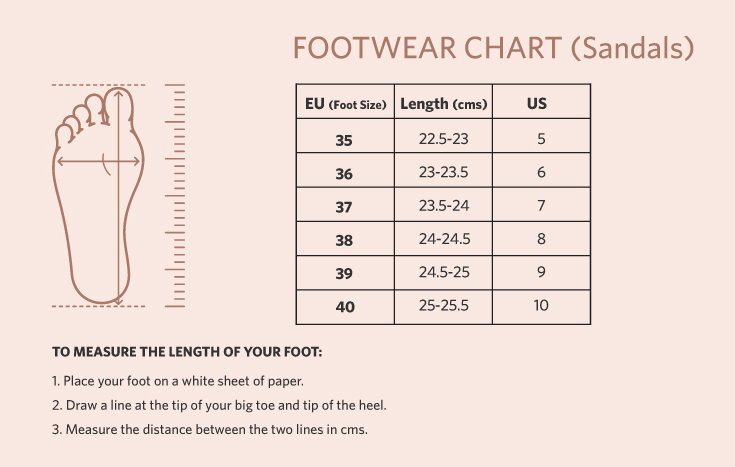 FOOTWEAR CHART (Sandals)
EU (Foot Size) Length (cms) US
35 22.5-23 5
36 23-23.5 6
37 23.5-24 7
38 24-24.5 8
39 24.5-25 9
40 25-25.5 10
TO MEASURE THE LENGTH OF YOUR FOOT:
1. Place your foot on a white sheet of paper.
2. Draw a line at the tip of your big toe and tip of the heel.
3. Measure the distance between the two lines in cms.